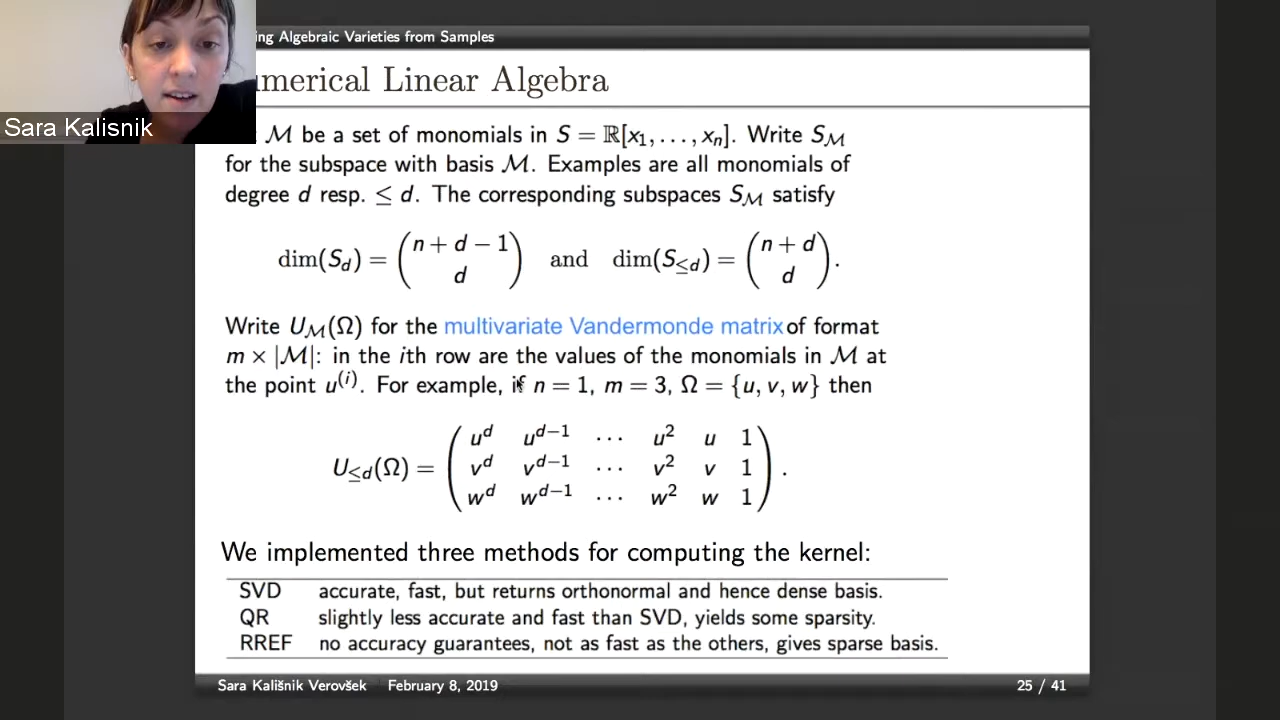 ing Algebraic Varieties from Samples
umerical Linear Algebra
Sara Kalisnik
ℳ be a set of monomials in S = ℝ[x₁, . . . , xₙ]. Write S_ℳ
for the subspace with basis ℳ. Examples are all monomials of
degree d resp. ≤ d. The corresponding subspaces S_ℳ satisfy
dim(S_d) = (n + d − 1 d) and dim(S_≤d) = (n + d d).
Write U_ℳ(Ω) for the multivariate Vandermonde matrix of format
m × |ℳ|: in the ith row are the values of the monomials in ℳ at
the point u⁽ⁱ⁾. For example, if n = 1, m = 3, Ω = {u, v, w} then
u^d u^{d−1} ⋯ u² u 1
U_≤d(Ω) = v^d v^{d−1} ⋯ v² v 1 .
w^d w^{d−1} ⋯ w² w 1
We implemented three methods for computing the kernel:
SVD accurate, fast, but returns orthonormal and hence dense basis.
QR slightly less accurate and fast than SVD, yields some sparsity.
RREF no accuracy guarantees, not as fast as the others, gives sparse basis.
Sara Kališnik Verovšek February 8, 2019 25 / 41